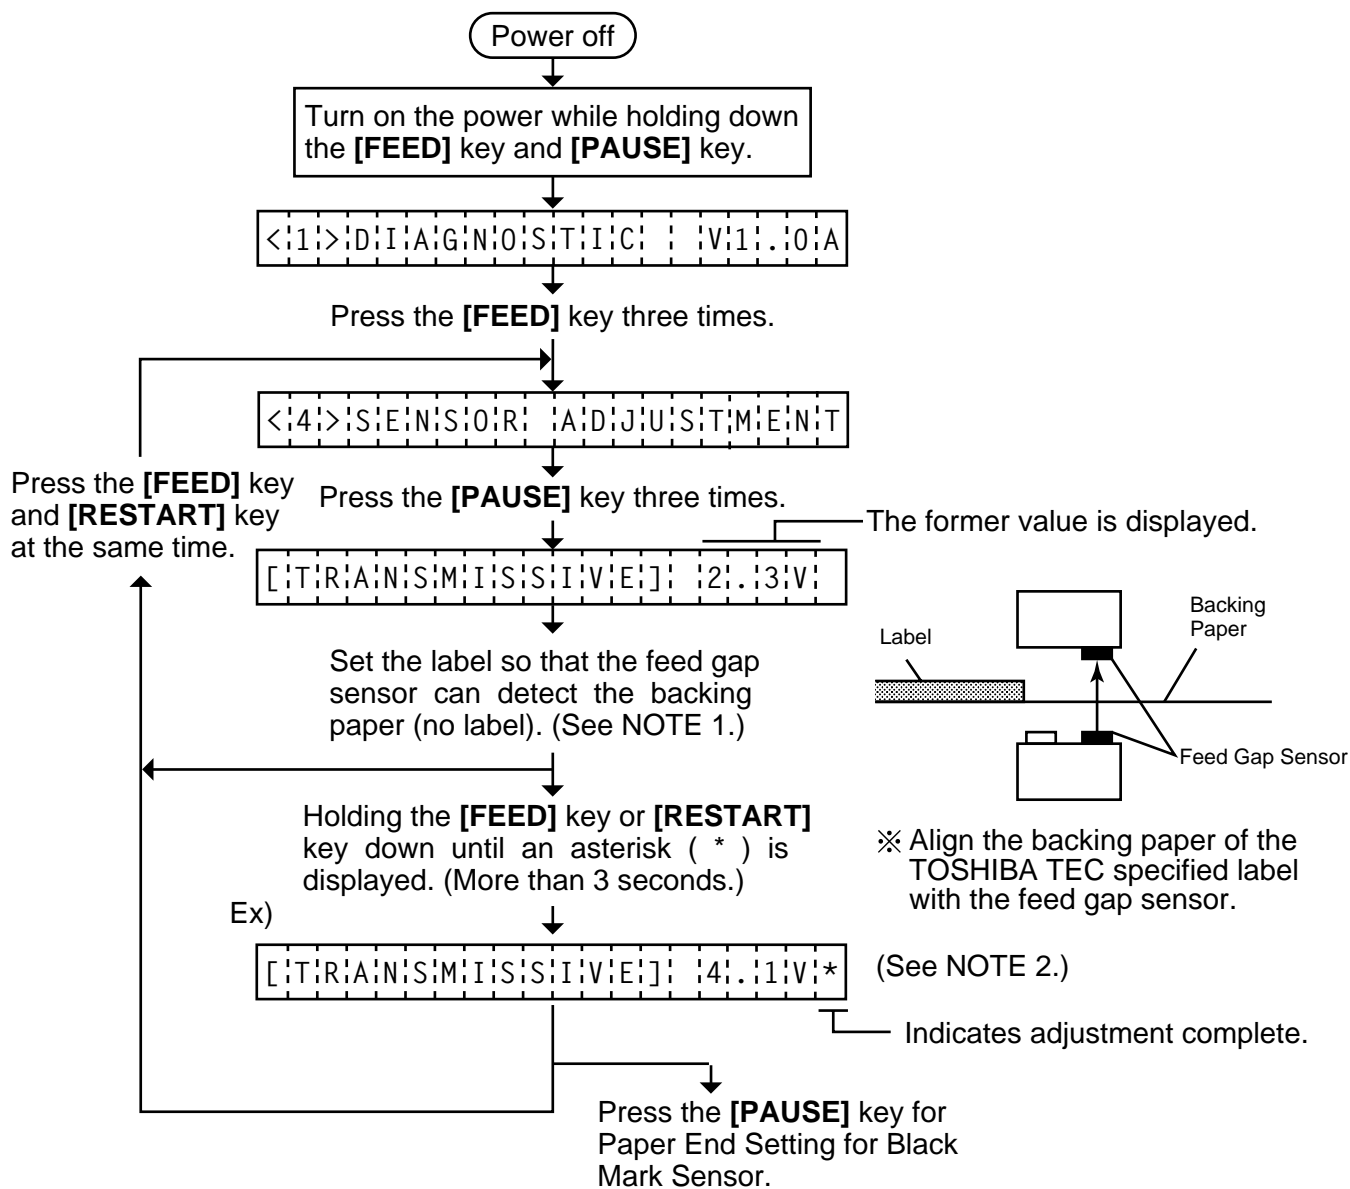 Power off
Turn on the power while holding down
the [FEED] key and [PAUSE] key.
<1>DIAGNOSTIC  V1.0A
Press the [FEED] key three times.
<4>SENSOR ADJUSTMENT
Press the [FEED] key
and [RESTART] key
at the same time.
Press the [PAUSE] key three times.
The former value is displayed.
[TRANSMISSIVE] 2.3V
Set the label so that the feed gap
sensor can detect the backing
paper (no label). (See NOTE 1.)
Label
Backing
Paper
Feed Gap Sensor
Holding the [FEED] key or [RESTART]
key down until an asterisk ( * ) is
displayed. (More than 3 seconds.)
※ Align the backing paper of the
TOSHIBA TEC specified label
with the feed gap sensor.
Ex)
[TRANSMISSIVE] 4.1V*
(See NOTE 2.)
Indicates adjustment complete.
Press the [PAUSE] key for
Paper End Setting for Black
Mark Sensor.